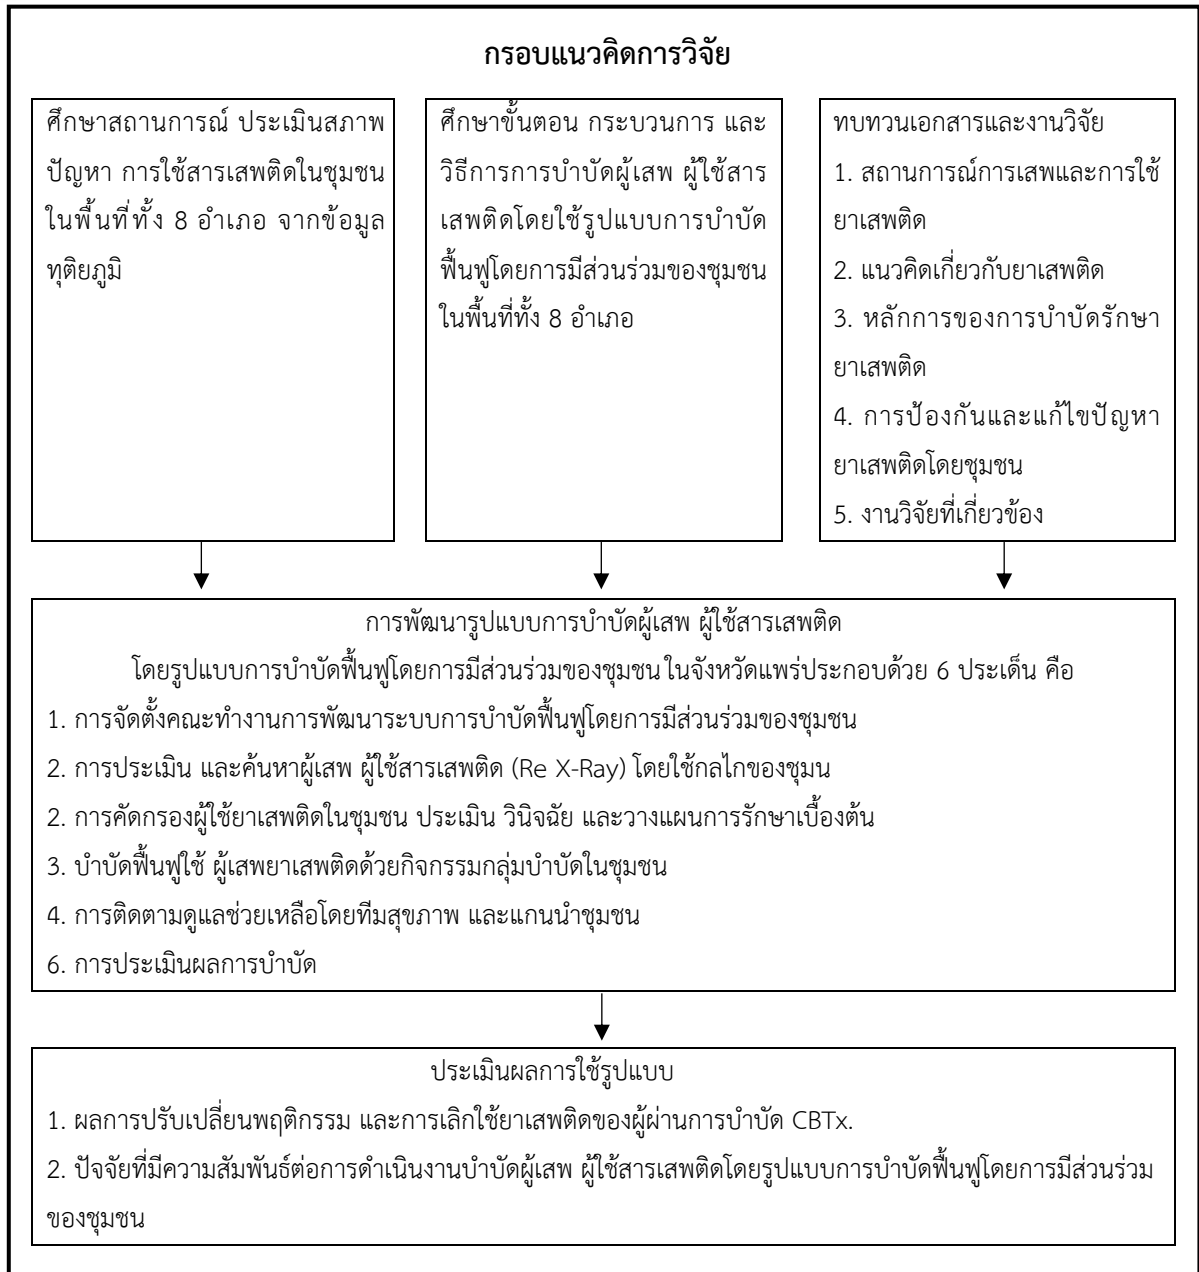 กรอบแนวคิดการวิจัย
ศึกษาสถานการณ์ ประเมินสภาพ
ปัญหา การใช้สารเสพติดในชุมชน
ในพื้นที่ทั้ง 8 อำเภอ จากข้อมูล
ทุติยภูมิ
ศึกษาขั้นตอน กระบวนการ และ
วิธีการการบำบัดผู้เสพ ผู้ใช้สาร
เสพติดโดยใช้รูปแบบการบำบัด
ฟื้นฟูโดยการมีส่วนร่วมของชุมชน
ในพื้นที่ทั้ง 8 อำเภอ
ทบทวนเอกสารและงานวิจัย
1. สถานการณ์การเสพและการใช้
ยาเสพติด
2. แนวคิดเกี่ยวกับยาเสพติด
3. หลักการของการบำบัดรักษา
ยาเสพติด
4. การป้องกันและแก้ไขปัญหา
ยาเสพติดโดยชุมชน
5. งานวิจัยที่เกี่ยวข้อง
การพัฒนารูปแบบการบำบัดผู้เสพ ผู้ใช้สารเสพติด
โดยรูปแบบการบำบัดฟื้นฟูโดยการมีส่วนร่วมของชุมชน ในจังหวัดแพร่ประกอบด้วย 6 ประเด็น คือ
1. การจัดตั้งคณะทำงานการพัฒนาระบบการบำบัดฟื้นฟูโดยการมีส่วนร่วมของชุมชน
2. การประเมิน และค้นหาผู้เสพ ผู้ใช้สารเสพติด (Re X-Ray) โดยใช้กลไกของชุมน
2. การคัดกรองผู้ใช้ยาเสพติดในชุมชน ประเมิน วินิจฉัย และวางแผนการรักษาเบื้องต้น
3. บำบัดฟื้นฟูใช้ ผู้เสพยาเสพติดด้วยกิจกรรมกลุ่มบำบัดในชุมชน
4. การติดตามดูแลช่วยเหลือโดยทีมสุขภาพ และแกนนำชุมชน
6. การประเมินผลการบำบัด
ประเมินผลการใช้รูปแบบ
1. ผลการปรับเปลี่ยนพฤติกรรม และการเลิกใช้ยาเสพติดของผู้ผ่านการบำบัด CBTx.
2. ปัจจัยที่มีความสัมพันธ์ต่อการดำเนินงานบำบัดผู้เสพ ผู้ใช้สารเสพติดโดยรูปแบบการบำบัดฟื้นฟูโดยการมีส่วนร่วม
ของชุมชน